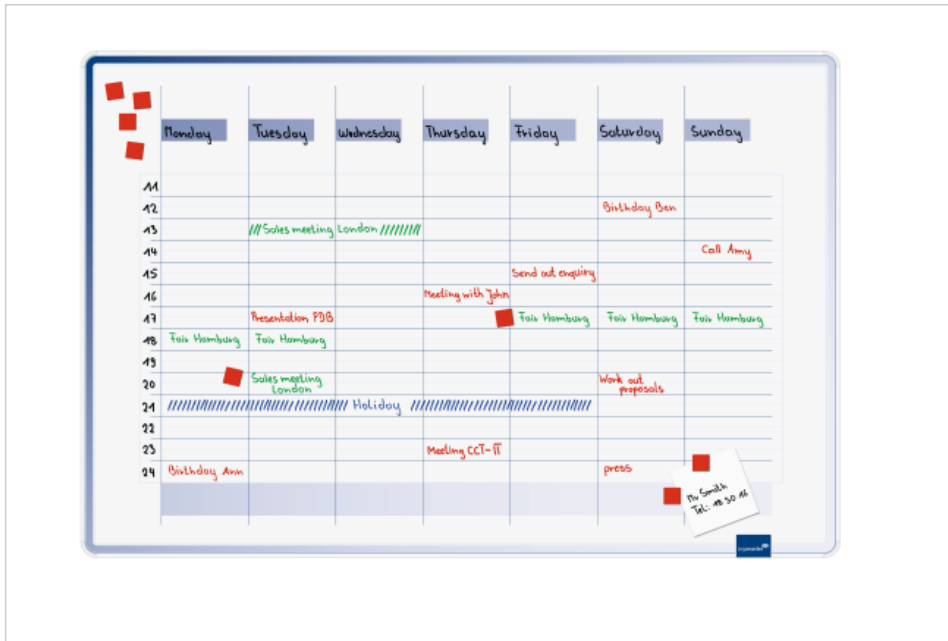 Monday Tuesday Wednesday Thursday Friday Saturday Sunday
11
12 Birthday Ben
13 /// Sales meeting London /////////
14 Call Amy
15 Send out enquiry
16 Meeting with John
17 Presentation PDB Fair Hamburg Fair Hamburg Fair Hamburg
18 Fair Hamburg Fair Hamburg
19
20 Sales meeting London Work out proposals
21 Holiday
22
23 Meeting CCT-II
24 Birthday Ann press
Mr Smith
Tel: 18 30 16